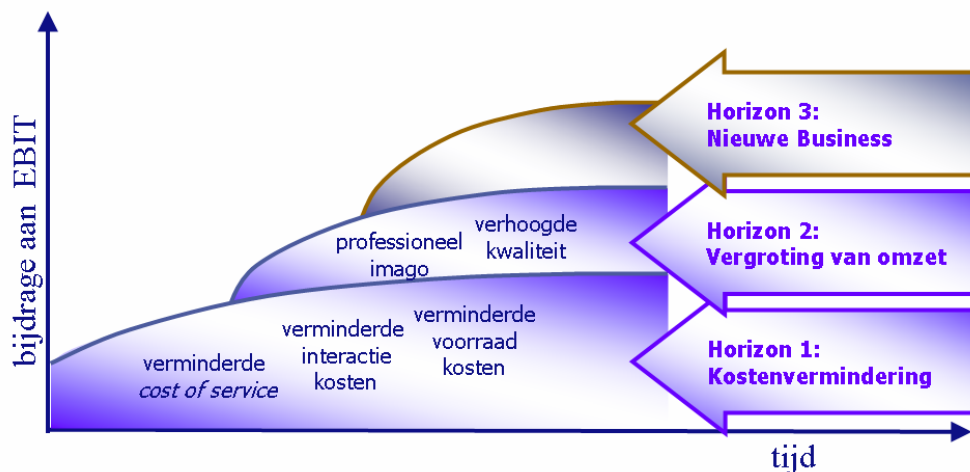 bijdrage aan EBIT
Horizon 3:
Nieuwe Business
professioneel
imago
verhoogde
kwaliteit
Horizon 2:
Vergroting van omzet
verminderde
cost of service
verminderde
interactie
kosten
verminderde
voorraad
kosten
Horizon 1:
Kostenvermindering
tijd